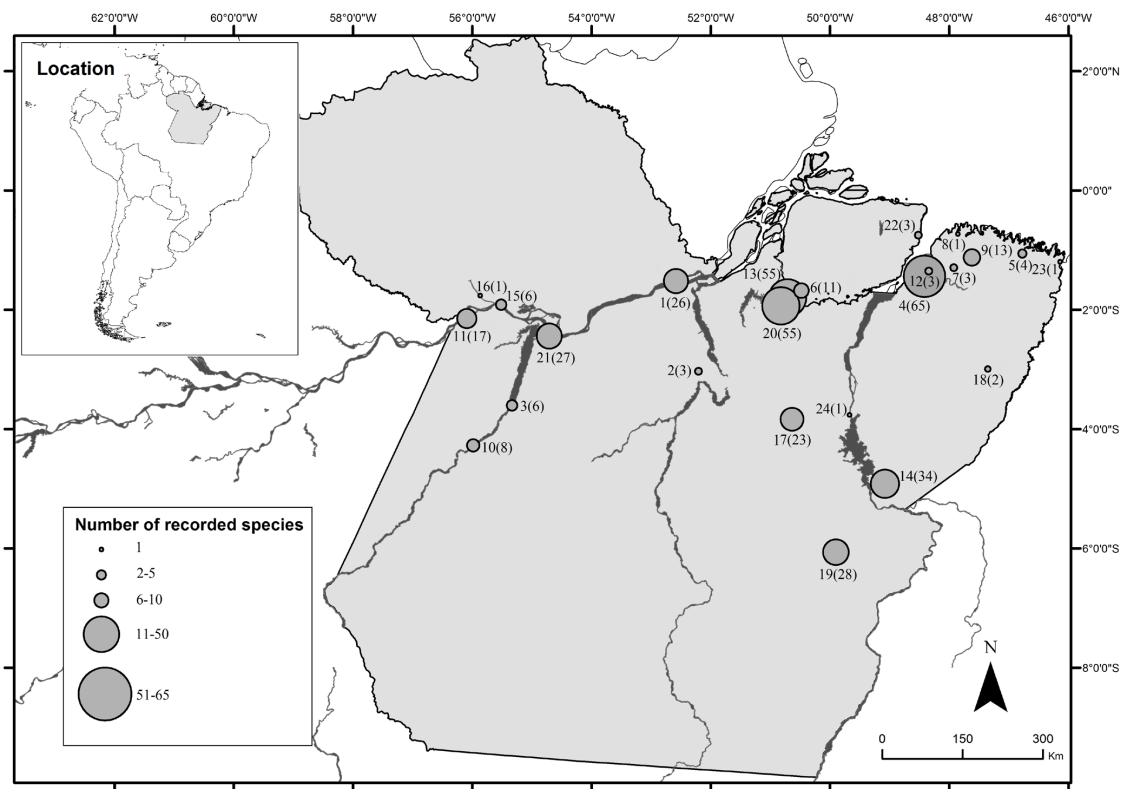 62°0'0"W 60°0'0"W 58°0'0"W 56°0'0"W 54°0'0"W 52°0'0"W 50°0'0"W 48°0'0"W 46°0'0"W
Location
2°0'0"N
0°0'0"
22(3)
8(1)
9(13)
5(4)
23(1)
7(3)
12(3)
4(65)
13(55)
6(11)
1(26)
20(55)
16(1)
15(6)
11(17)
21(27)
2°0'0"S
2(3)
18(2)
3(6)
24(1)
17(23)
4°0'0"S
10(8)
14(34)
Number of recorded species
1
2-5
6-10
11-50
51-65
6°0'0"S
19(28)
N
8°0'0"S
0 150 300
Km